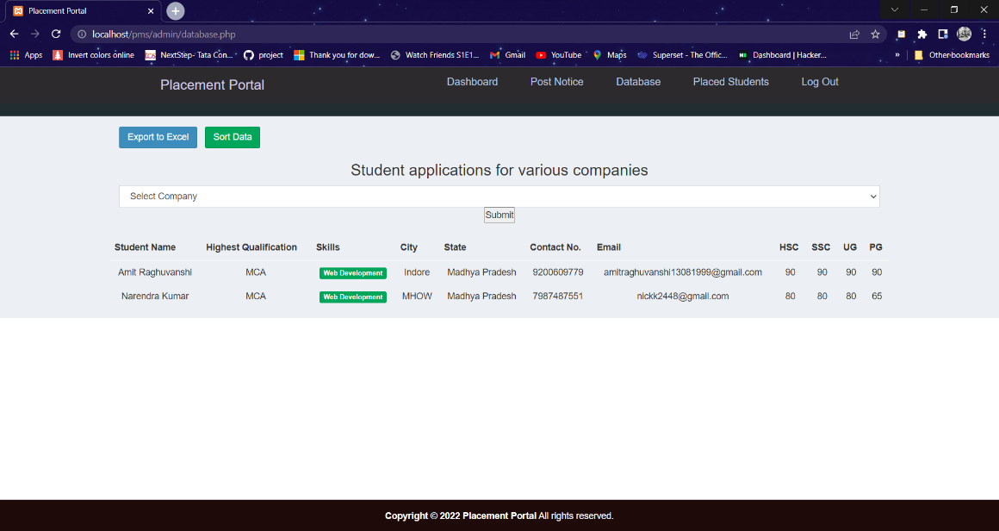 Placement Portal
localhost/pms/admin/database.php
Apps Invert colors online NextStep- Tata Con... project Thank you for dow... Watch Friends S1E1... Gmail YouTube Maps Superset - The Offic... Dashboard | Hacker... » Other bookmarks
Placement Portal Dashboard Post Notice Database Placed Students Log Out
Export to Excel Sort Data
Student applications for various companies
Select Company
Submit
Student Name Highest Qualification Skills City State Contact No. Email HSC SSC UG PG
Amit Raghuvanshi MCA Web Development Indore Madhya Pradesh 9200609779 amitraghuvanshi13081999@gmail.com 90 90 90 90
Narendra Kumar MCA Web Development MHOW Madhya Pradesh 7987487551 nickk2448@gmail.com 80 80 80 65
Copyright © 2022 Placement Portal All rights reserved.